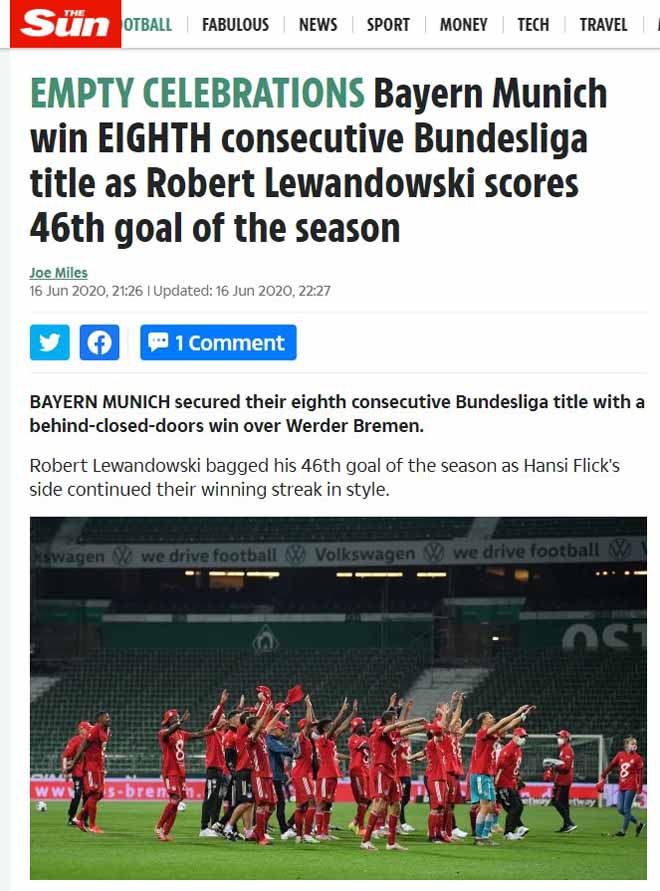 THE
Sun
OTBALL
FABULOUS
NEWS
SPORT
MONEY
TECH
TRAVEL
EMPTY CELEBRATIONS Bayern Munich
win EIGHTH consecutive Bundesliga
title as Robert Lewandowski scores
46th goal of the season
Joe Miles
16 Jun 2020, 21:26 | Updated: 16 Jun 2020, 22:27
1 Comment
BAYERN MUNICH secured their eighth consecutive Bundesliga title with a
behind-closed-doors win over Werder Bremen.
Robert Lewandowski bagged his 46th goal of the season as Hansi Flick's
side continued their winning streak in style.
kswagen we drive football Volkswagen we drive football
OST
8